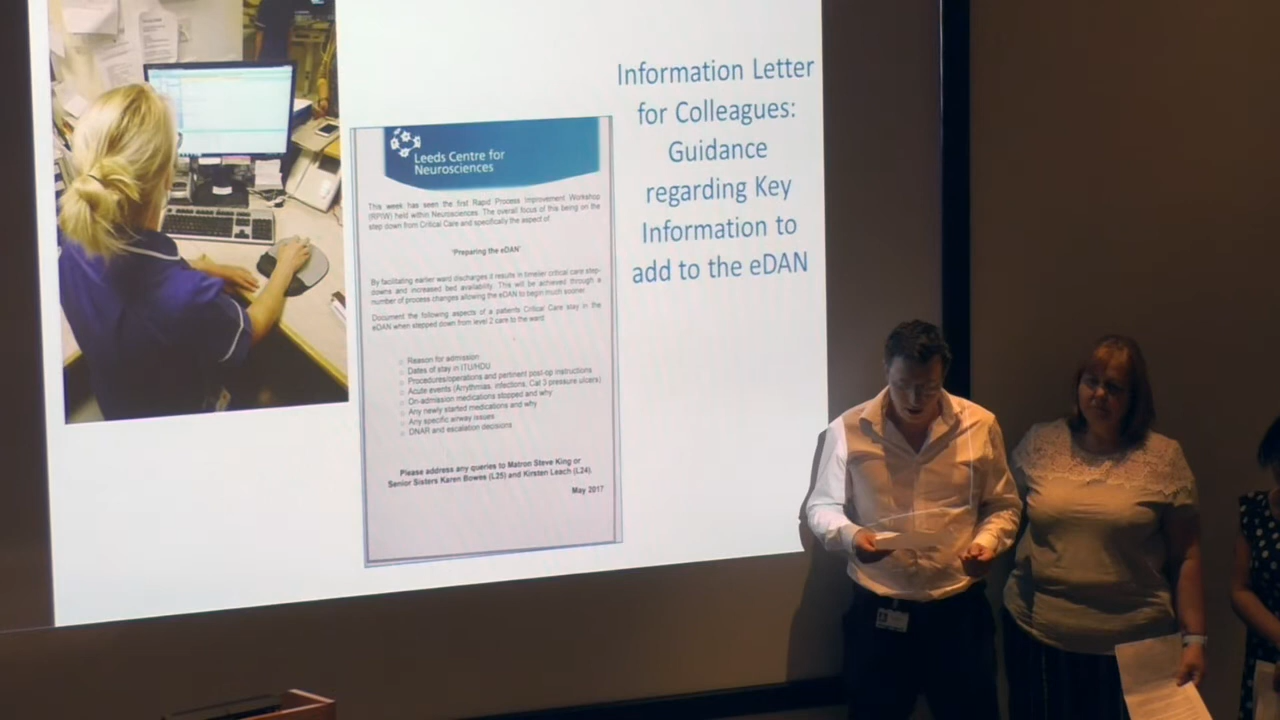 Information Letter
for Colleagues:
Guidance
regarding Key
Information to
add to the eDAN
Leeds Centre for
Neurosciences
This week has seen the first Rapid Process Improvement Workshop
(RPIW) held within Neurosciences. The overall focus of this being on the
step down from Critical Care and specifically the aspect of
'Preparing the eDAN'
By facilitating earlier ward discharges it results in timelier critical care step-
downs and increased bed availability. This will be achieved through a
number of process changes allowing the eDAN to begin much sooner.
Document the following aspects of a patients Critical Care stay in the
eDAN when stepped down from level 2 care to the ward:
Reason for admission
Dates of stay in ITU/HDU
Procedures/operations and pertinent post-op instructions
Acute events (Arrythmias, infections, Cat 3 pressure ulcers)
On-admission medications stopped and why
Any newly started medications and why
Any specific airway issues
DNAR and escalation decisions
Please address any queries to Matron Steve King or
Senior Sisters Karen Bowes (L25) and Kirsten Leach (L24).
May 2017